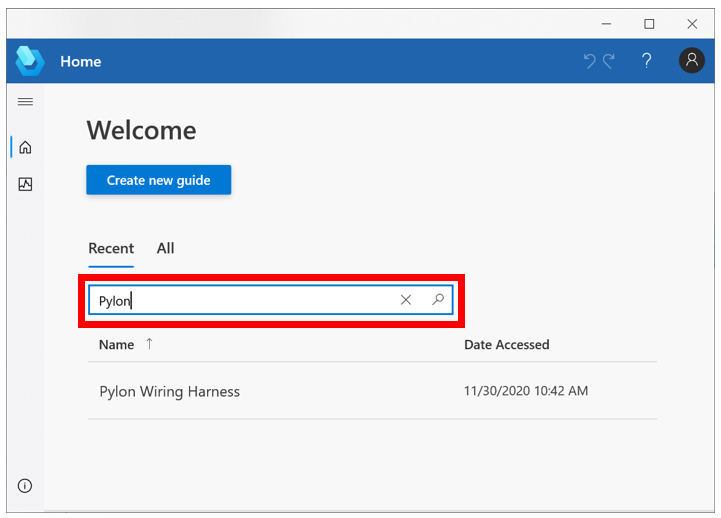 Home
Welcome
Create new guide
Recent All
Pylon
Name Date Accessed
Pylon Wiring Harness 11/30/2020 10:42 AM